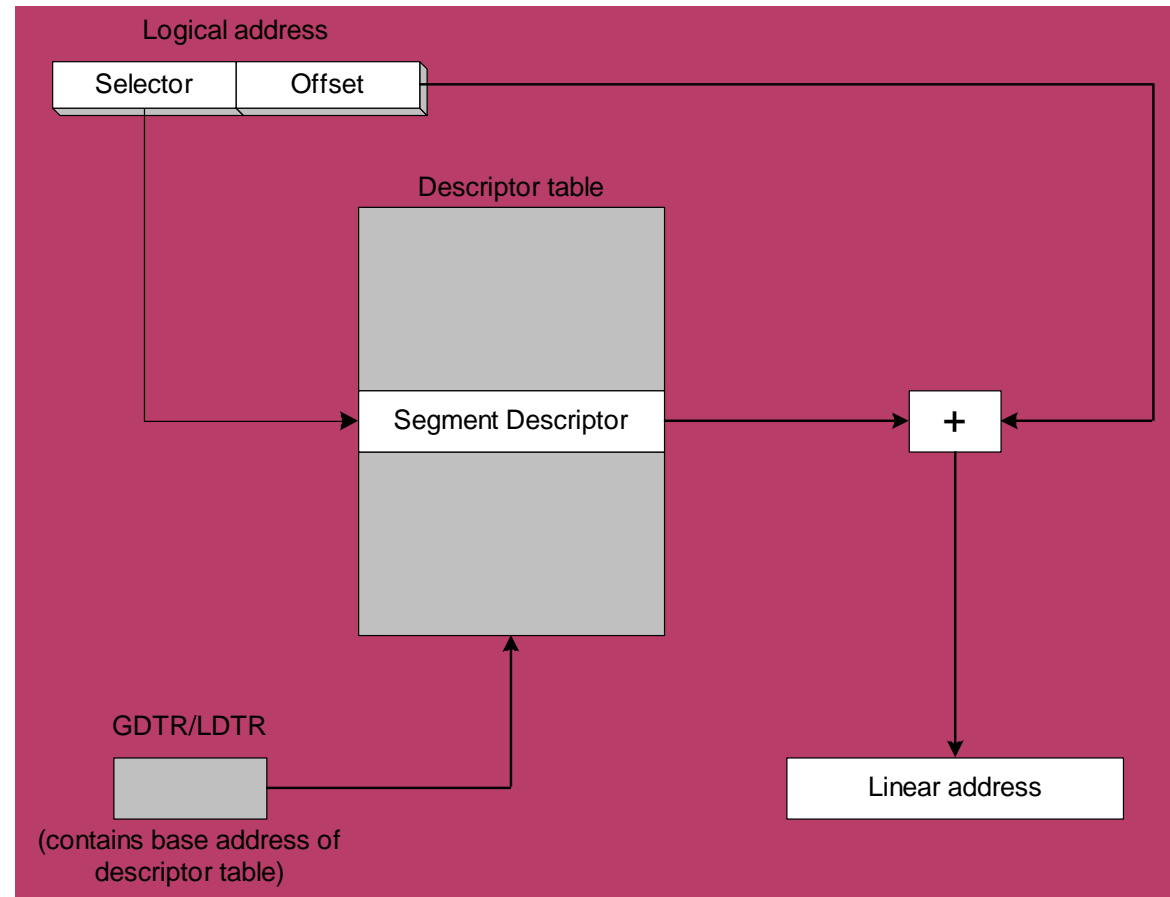 Logical address
Selector Offset
Descriptor table
Segment Descriptor
+
GDTR/LDTR
Linear address
(contains base address of
descriptor table)